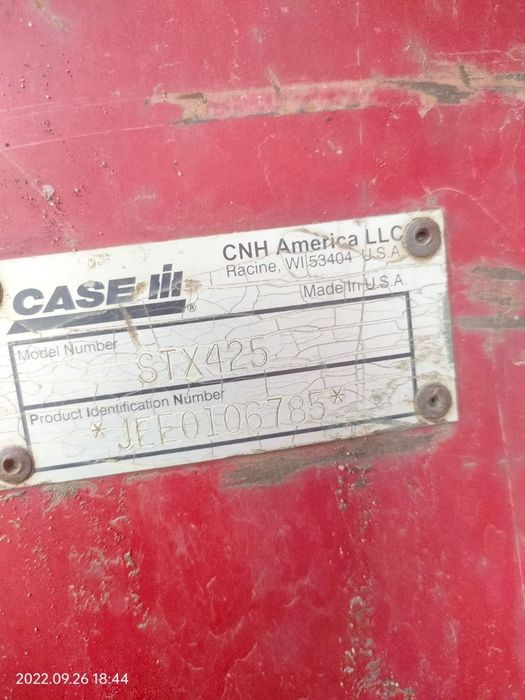 CNH America LLC
Racine, WI 53404 U.S.A.
CASE IH ®
Made In U.S.A.
Model Number
STX425
Product Identification Number
*JEE0106785*
2022.09.26 18:44